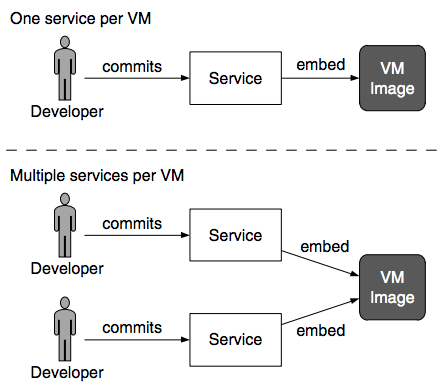 One service per VM
commits
Service
embed
VM
Image
Developer
Multiple services per VM
commits
Service
embed
Developer
VM
Image
commits
Service
embed
Developer